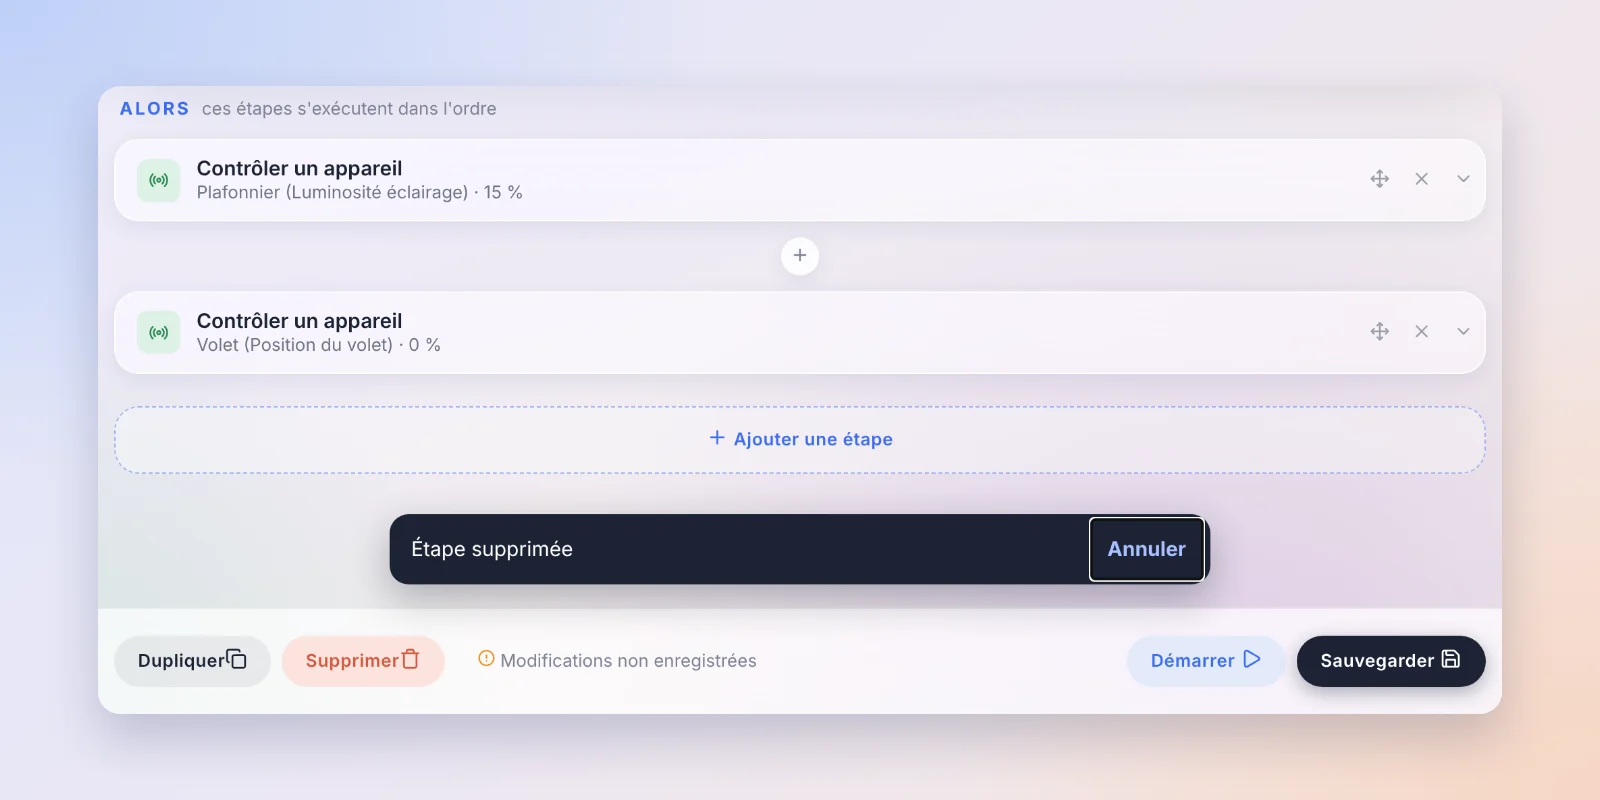 ALORS ces étapes s'exécutent dans l'ordre
Contrôler un appareil
Plafonnier (Luminosité éclairage) · 15 %
Contrôler un appareil
Volet (Position du volet) · 0 %
Ajouter une étape
Étape supprimée Annuler
Dupliquer Supprimer Modifications non enregistrées Démarrer Sauvegarder